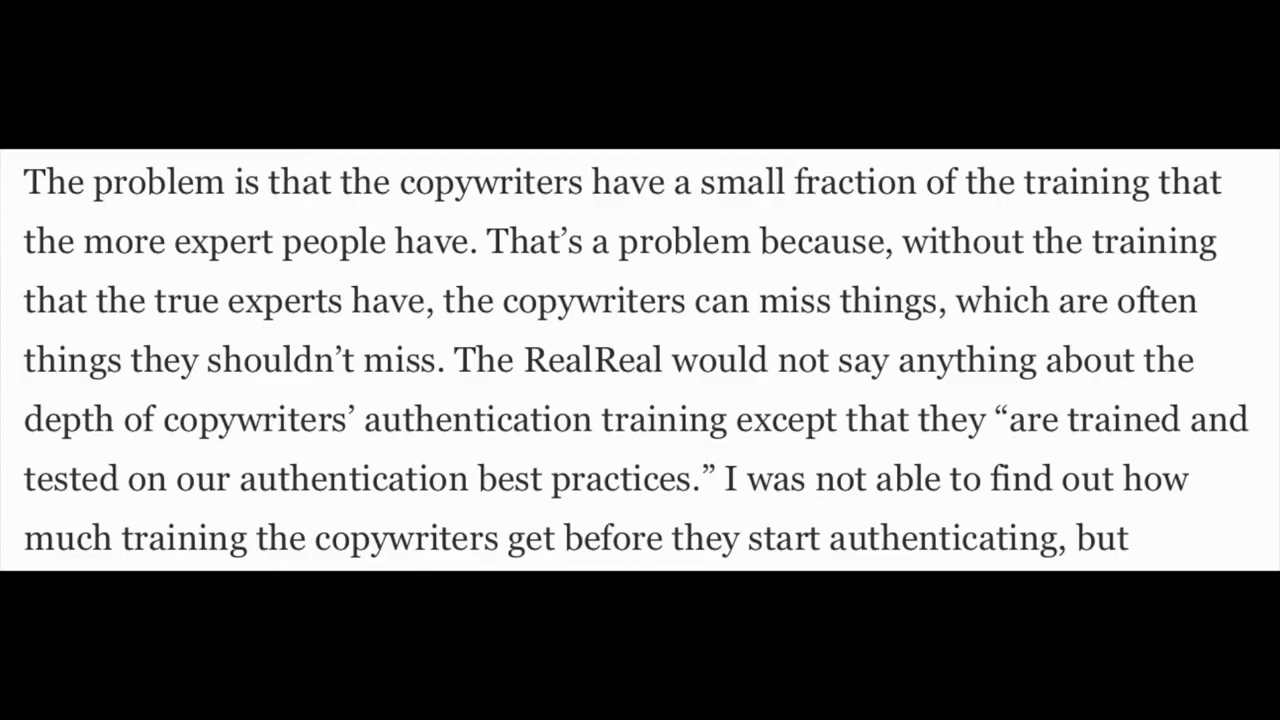 The problem is that the copywriters have a small fraction of the training that
the more expert people have. That’s a problem because, without the training
that the true experts have, the copywriters can miss things, which are often
things they shouldn’t miss. The RealReal would not say anything about the
depth of copywriters’ authentication training except that they “are trained and
tested on our authentication best practices.” I was not able to find out how
much training the copywriters get before they start authenticating, but